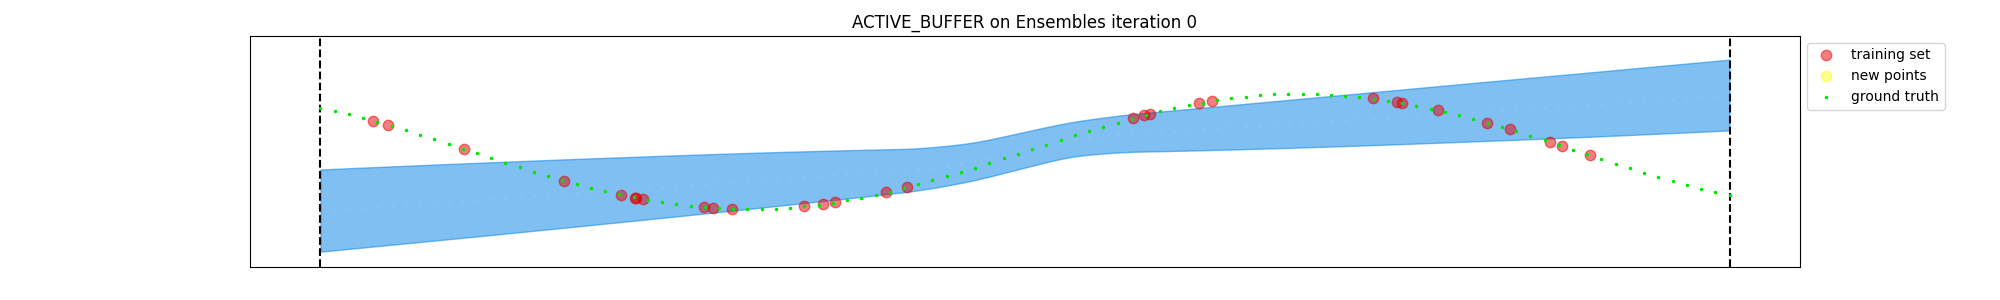 ACTIVE_BUFFER on Ensembles iteration 0
training set
new points
ground truth